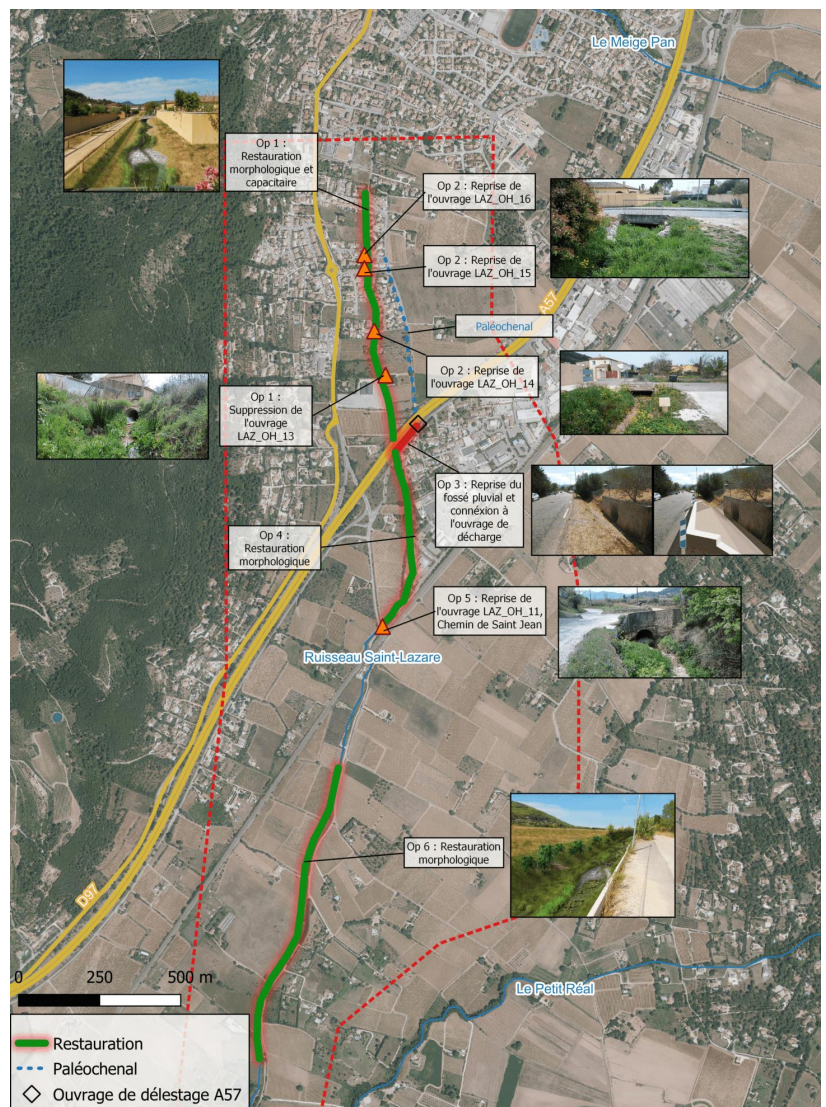 Le Meige Pan
Op 1 :
Restauration
morphologique et
capacitaire
Op 2 : Reprise de
l'ouvrage LAZ_OH_16
Op 2 : Reprise de
l'ouvrage LAZ_OH_15
A57
Paléochenal
Op 2 : Reprise de
l'ouvrage LAZ_OH_14
Op 1 :
Suppression de
l'ouvrage
LAZ_OH_13
Op 3 : Reprise du
fossé pluvial et
connéxion à
l'ouvrage de
décharge
Op 4 :
Restauration
morphologique
Op 5 : Reprise de
l'ouvrage LAZ_OH_11,
Chemin de Saint Jean
Ruisseau Saint-Lazare
Op 6 : Restauration
morphologique
D97
Le Petit Réal
0 250 500 m
Restauration
Paléochenal
Ouvrage de délestage A57